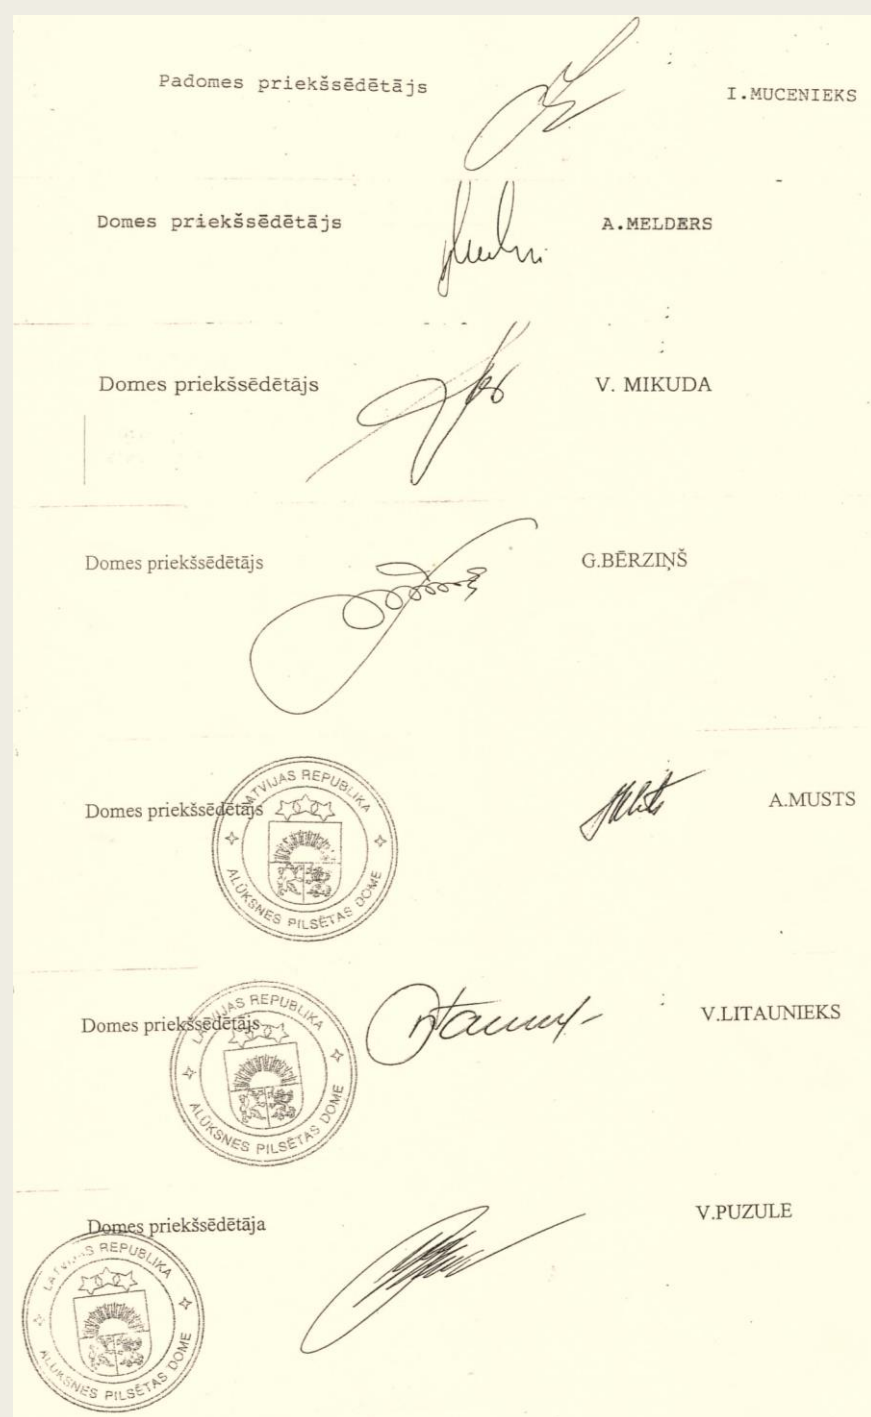 Padomes priekšsēdētājs I.MUCENIEKS
Domes priekšsēdētājs A.MELDERS
Domes priekšsēdētājs V. MIKUDA
Domes priekšsēdētājs G.BĒRZIŅŠ
Domes priekšsēdētājs A.MUSTS
LATVIJAS REPUBLIKA
ALŪKSNES PILSĒTAS DOME
Domes priekšsēdētājs V.LITAUNIEKS
LATVIJAS REPUBLIKA
ALŪKSNES PILSĒTAS DOME
Domes priekšsēdētāja V.PUZULE
LATVIJAS REPUBLIKA
ALŪKSNES PILSĒTAS DOME